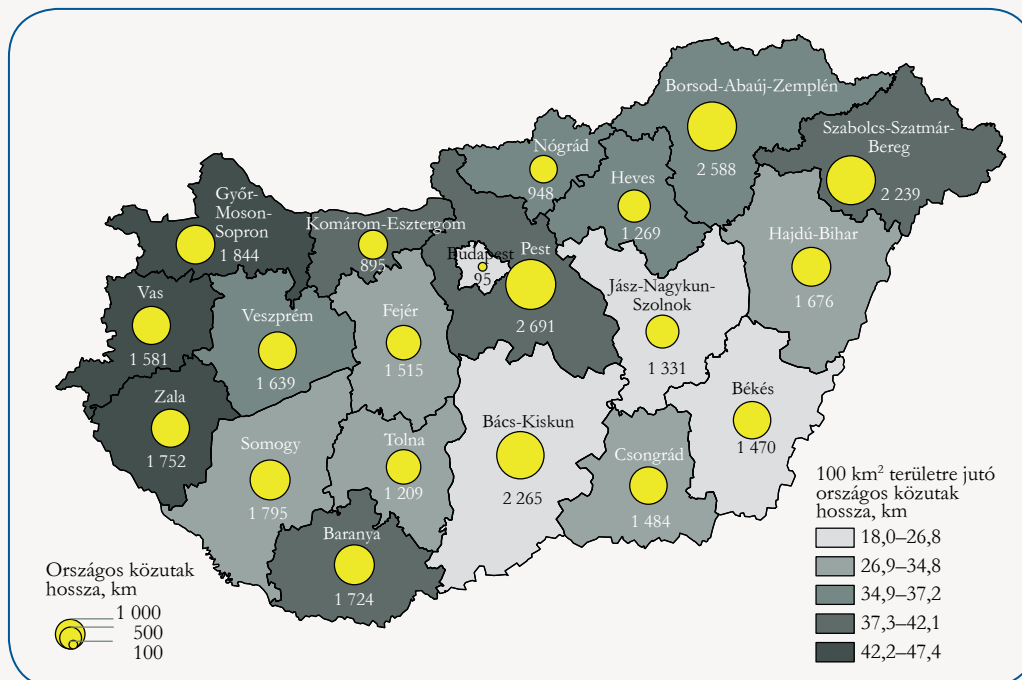 Borsod-Abaúj-Zemplén
2 588
Szabolcs-Szatmár-
Bereg
2 239
Nógrád
948
Heves
1 269
Győr-
Moson-
Sopron
1 844
Komárom-Esztergom
895
Budapest
95
Pest
2 691
Hajdú-Bihar
1 676
Jász-Nagykun-
Szolnok
1 331
Vas
1 581
Veszprém
1 639
Fejér
1 515
Zala
1 752
Somogy
1 795
Tolna
1 209
Bács-Kiskun
2 265
Csongrád
1 484
Békés
1 470
Baranya
1 724
Országos közutak
hossza, km
1 000
500
100
100 km² területre jutó
országos közutak
hossza, km
18,0–26,8
26,9–34,8
34,9–37,2
37,3–42,1
42,2–47,4